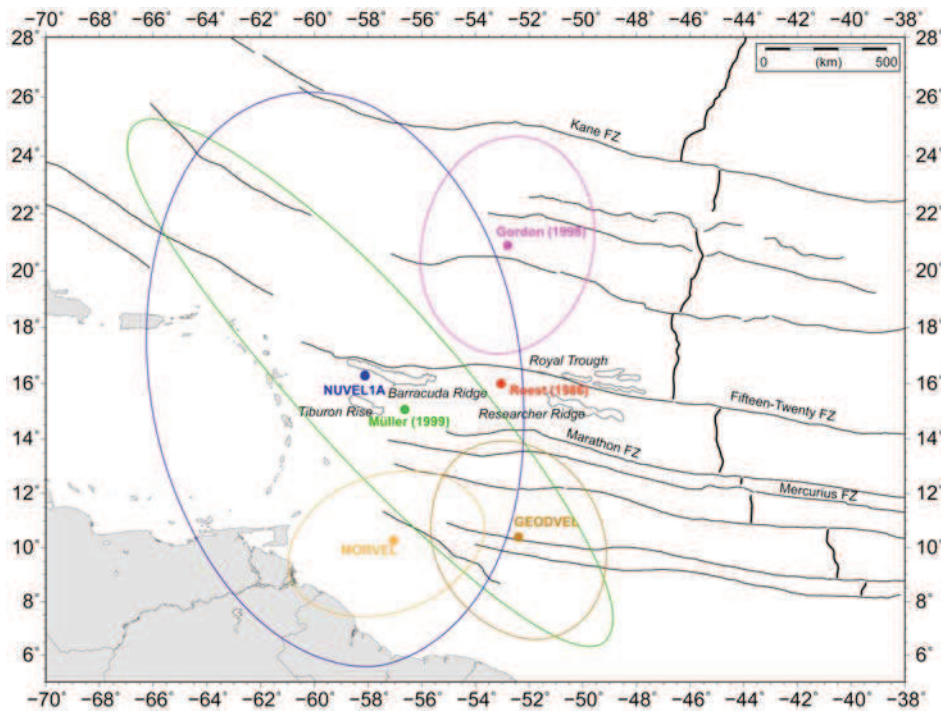 −70° −68° −66° −64° −62° −60° −58° −56° −54° −52° −50° −48° −46° −44° −42° −40° −38°
28° 28°
0 (km) 500
26° 26°
Kane FZ
24° 24°
22° 22°
Gordon (1998)
20° 20°
18° 18°
Royal Trough
16° 16°
NUVEL1A
Barracuda Ridge
Roest (1986)
Tiburon Rise
Müller (1999)
Researcher Ridge
Fifteen-Twenty FZ
14° 14°
Marathon FZ
12° 12°
Mercurius FZ
GEODVEL
10° 10°
MORVEL
8° 8°
6° 6°
−70° −68° −66° −64° −62° −60° −58° −56° −54° −52° −50° −48° −46° −44° −42° −40° −38°